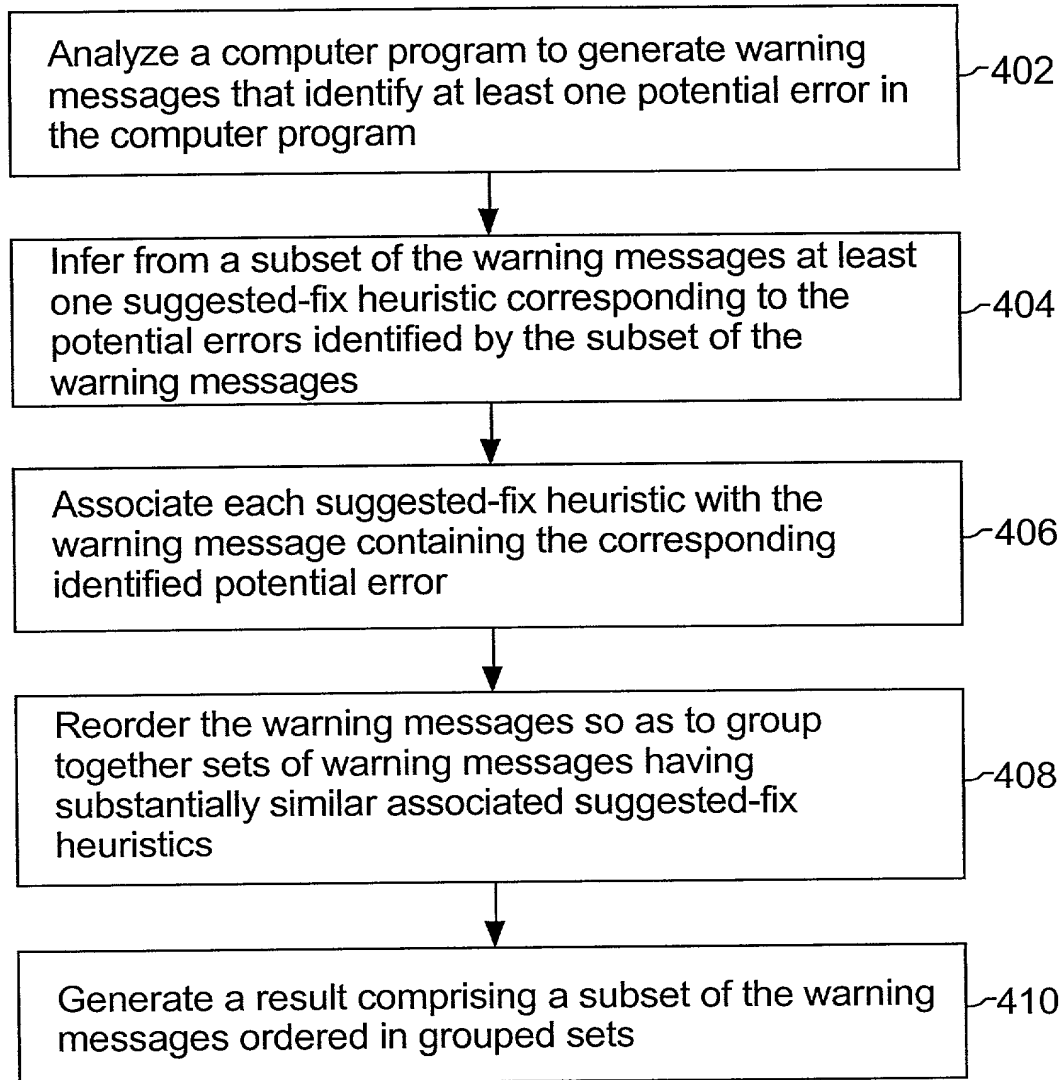 Analyze a computer program to generate warning
messages that identify at least one potential error in
the computer program
402
Infer from a subset of the warning messages at least
one suggested-fix heuristic corresponding to the
potential errors identified by the subset of the
warning messages
404
Associate each suggested-fix heuristic with the
warning message containing the corresponding
identified potential error
406
Reorder the warning messages so as to group
together sets of warning messages having
substantially similar associated suggested-fix
heuristics
408
Generate a result comprising a subset of the warning
messages ordered in grouped sets
410